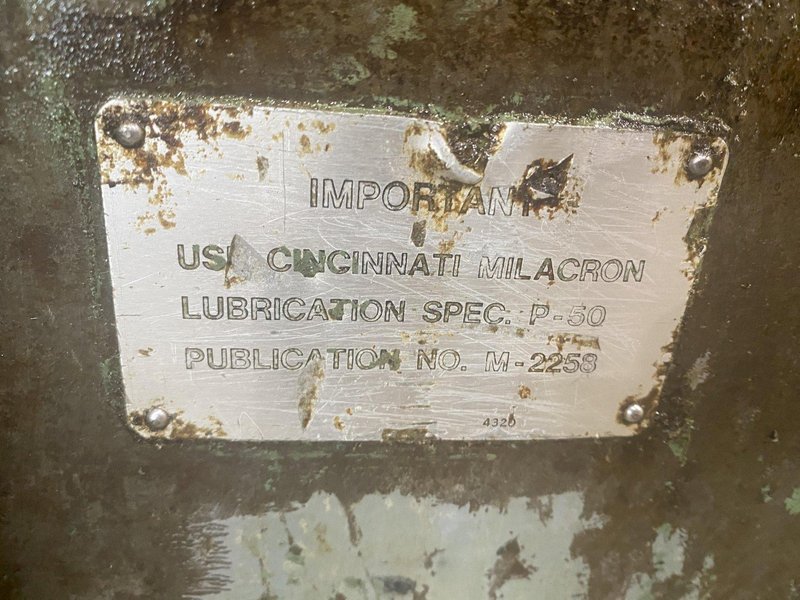 IMPORTANT
USE CINCINNATI MILACRON
LUBRICATION SPEC. P-50
PUBLICATION NO. M-2258
4320